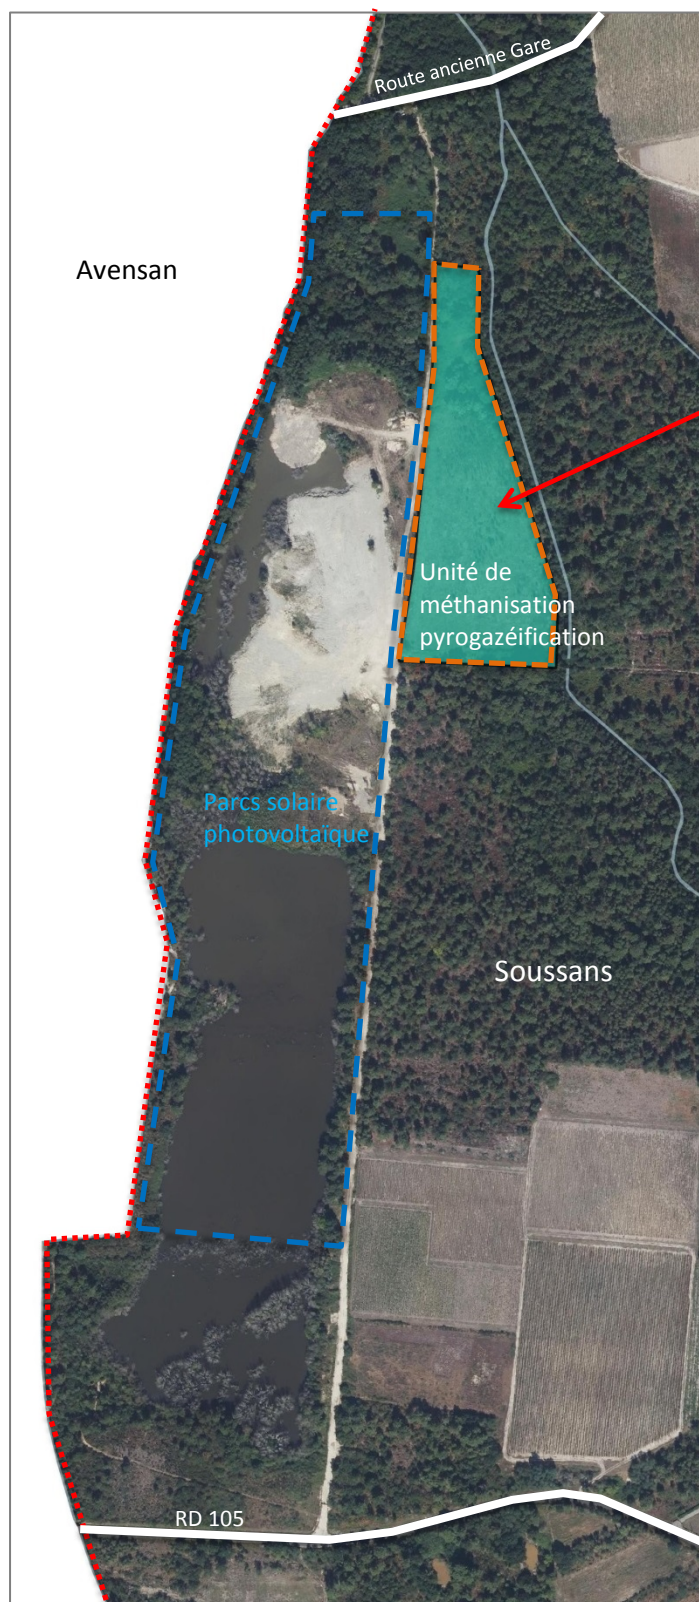 Route ancienne Gare
Avensan
Unité de
méthanisation
pyrogazéification
Parcs solaire
photovoltaïque
Soussans
RD 105